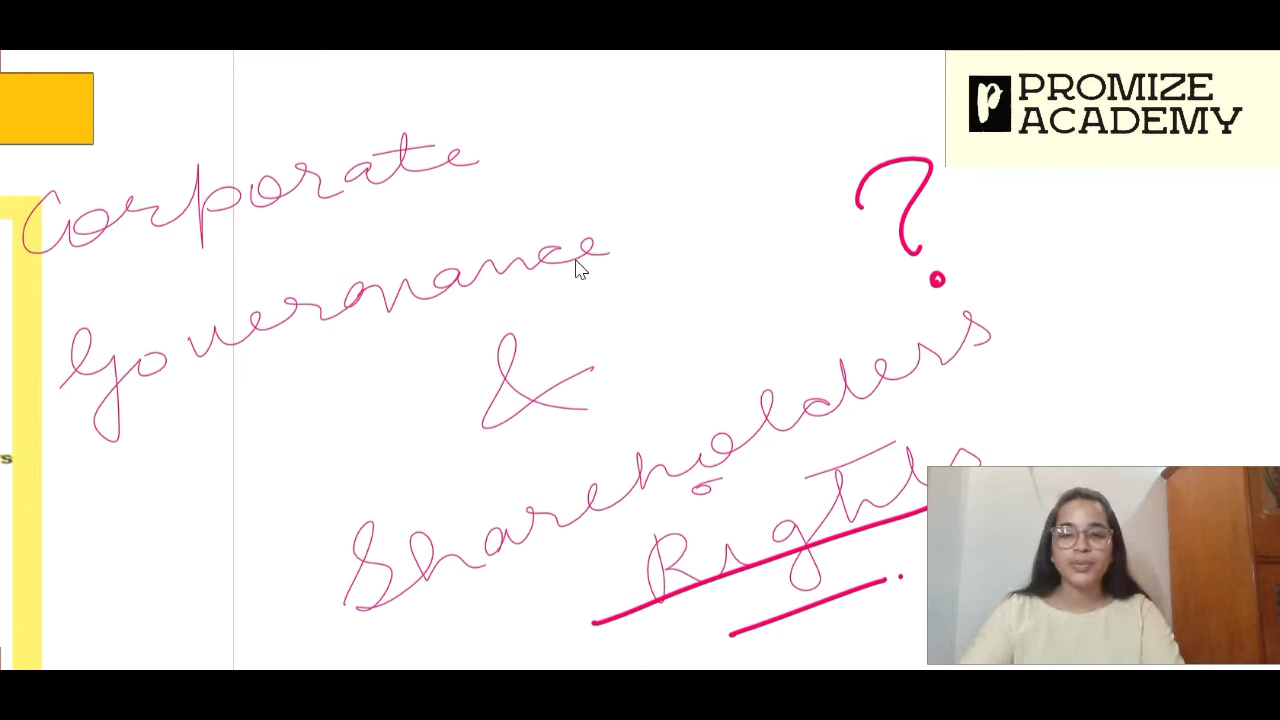 PROMIZE
ACADEMY
Corporate
Governance
&
Shareholders
Rights
?
s